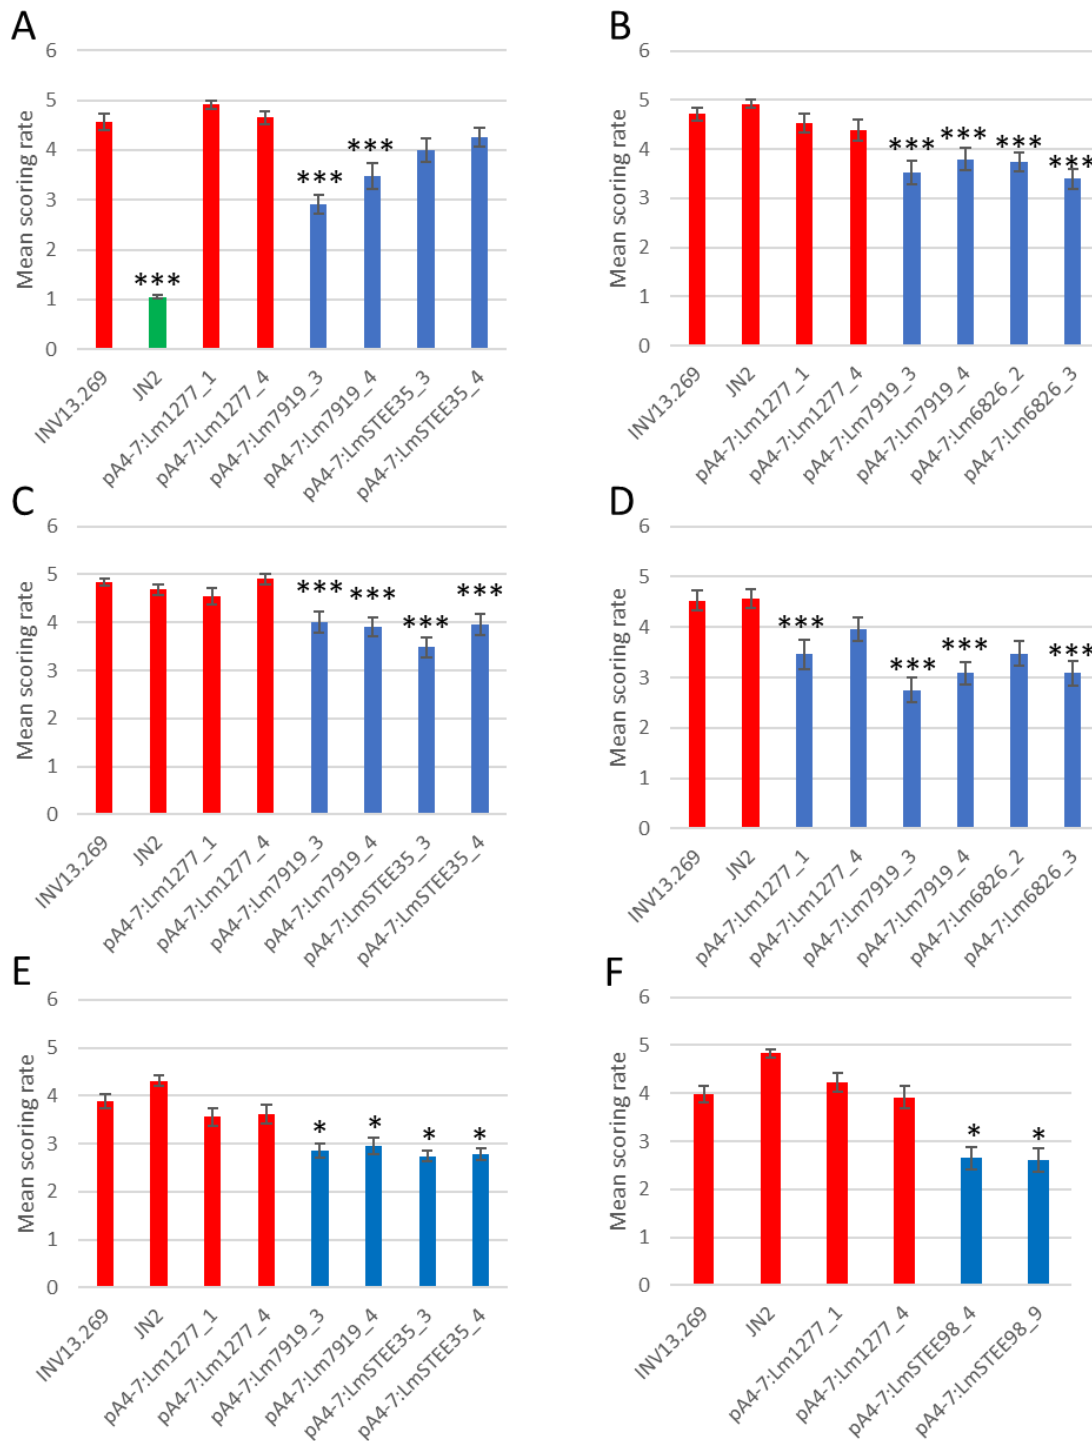 A
Mean scoring rate
6
5
4
3
2
1
0
***
***
***
INV13.269
JN2
pA4-7:Lm1277_1
pA4-7:Lm1277_4
pA4-7:Lm7919_3
pA4-7:Lm7919_4
pA4-7:LmSTEE35_3
pA4-7:LmSTEE35_4
B
Mean scoring rate
6
5
4
3
2
1
0
***
***
***
***
INV13.269
JN2
pA4-7:Lm1277_1
pA4-7:Lm1277_4
pA4-7:Lm7919_3
pA4-7:Lm7919_4
pA4-7:Lm6826_2
pA4-7:Lm6826_3
C
Mean scoring rate
6
5
4
3
2
1
0
***
***
***
***
INV13.269
JN2
pA4-7:Lm1277_1
pA4-7:Lm1277_4
pA4-7:Lm7919_3
pA4-7:Lm7919_4
pA4-7:LmSTEE35_3
pA4-7:LmSTEE35_4
D
Mean scoring rate
6
5
4
3
2
1
0
***
***
***
***
INV13.269
JN2
pA4-7:Lm1277_1
pA4-7:Lm1277_4
pA4-7:Lm7919_3
pA4-7:Lm7919_4
pA4-7:Lm6826_2
pA4-7:Lm6826_3
E
Mean scoring rate
6
5
4
3
2
1
0
*
*
*
*
INV13.269
JN2
pA4-7:Lm1277_1
pA4-7:Lm1277_4
pA4-7:Lm7919_3
pA4-7:Lm7919_4
pA4-7:LmSTEE35_3
pA4-7:LmSTEE35_4
F
Mean scoring rate
6
5
4
3
2
1
0
*
*
INV13.269
JN2
pA4-7:Lm1277_1
pA4-7:Lm1277_4
pA4-7:LmSTEE98_4
pA4-7:LmSTEE98_9